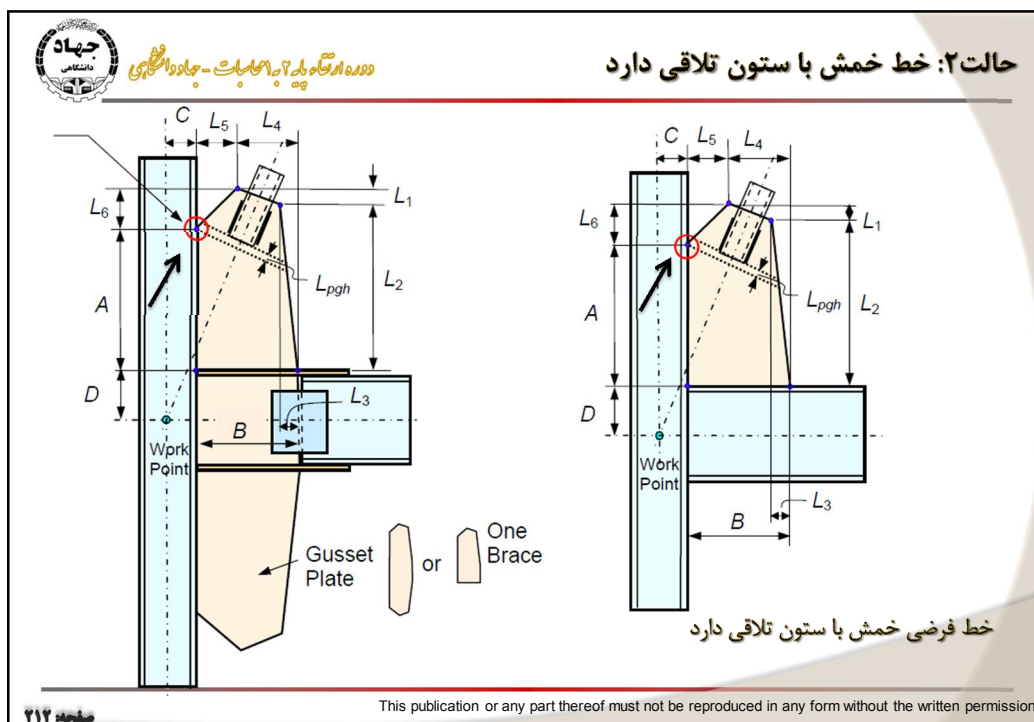 جهاد
دانشگاهی
دوره ارتقاء پایه ۲ به ۱ محاسبات - جهاد دانشگاهی
حالت۲: خط خمش با ستون تلاقی دارد
C
L5
L4
L6
L1
A
Lpgh
L2
D
L3
B
Work
Point
Gusset
Plate
or
One
Brace
C
L5
L4
L6
L1
A
Lpgh
L2
D
Work
Point
L3
B
خط فرضی خمش با ستون تلاقی دارد
صفحه: ۲۱۲
This publication or any part thereof must not be reproduced in any form without the written permission